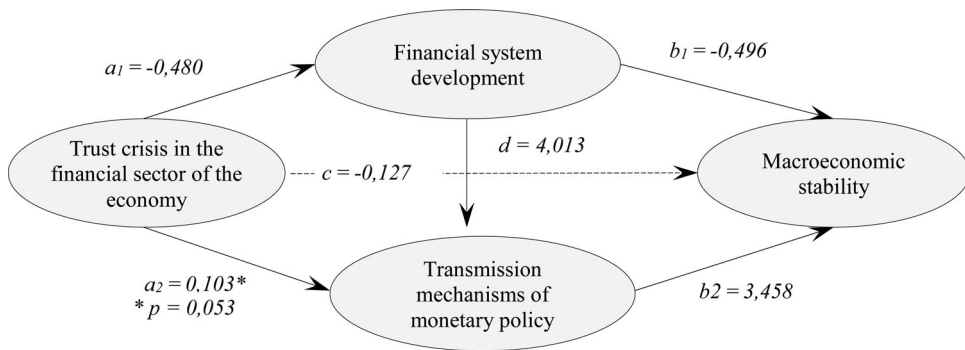 Financial system
development
a1 = -0,480
b1 = -0,496
Trust crisis in the
financial sector of the
economy
c = -0,127
d = 4,013
Macroeconomic
stability
a2 = 0,103*
* p = 0,053
Transmission
mechanisms of
monetary policy
b2 = 3,458